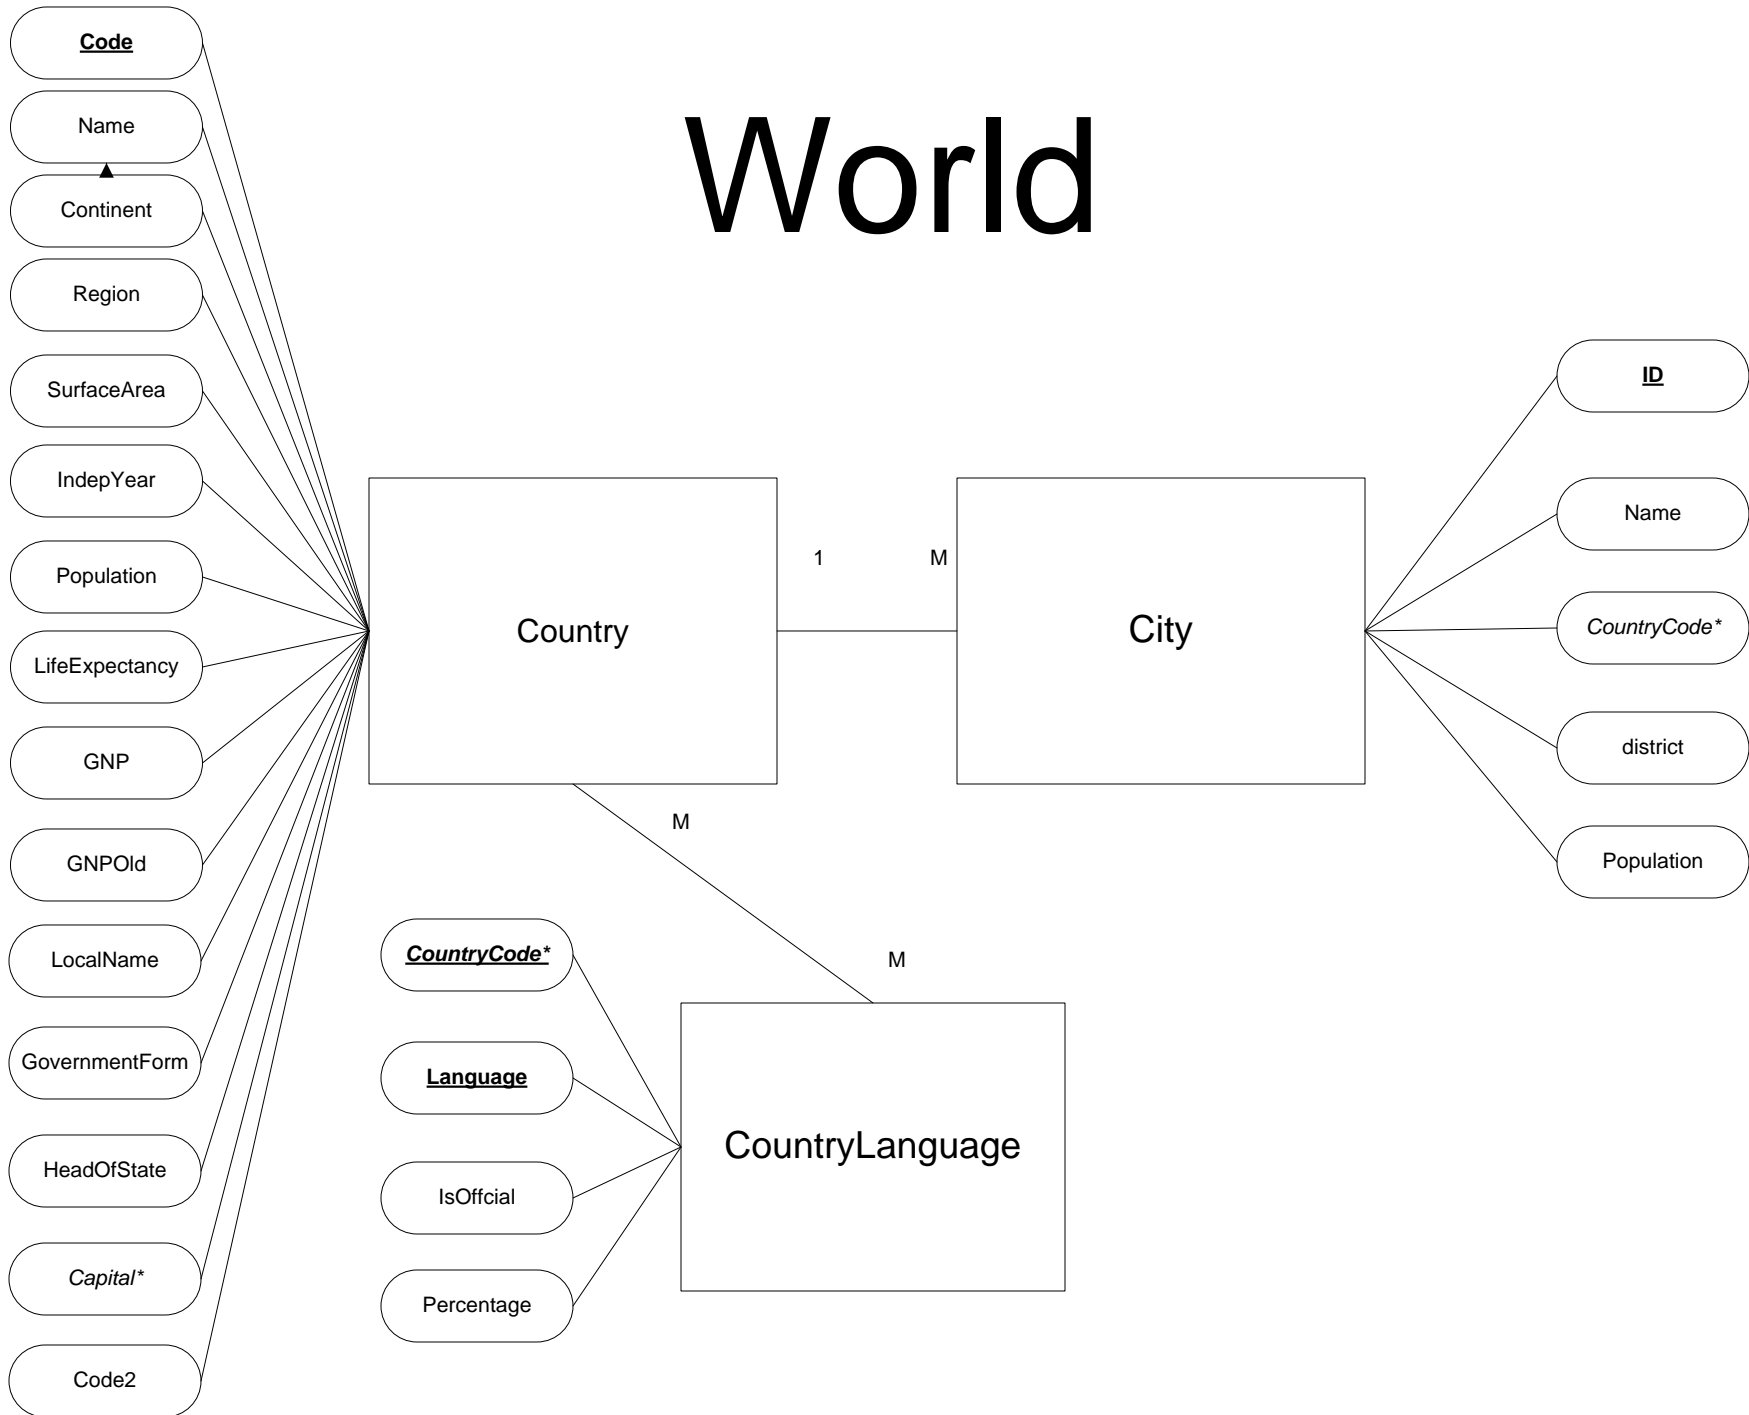 World
Code
Name
Continent
Region
SurfaceArea
IndepYear
Population
LifeExpectancy
GNP
GNPOld
LocalName
GovernmentForm
HeadOfState
Capital*
Code2
Country
1
M
City
ID
Name
CountryCode*
district
Population
M
M
CountryCode*
Language
IsOffcial
Percentage
CountryLanguage